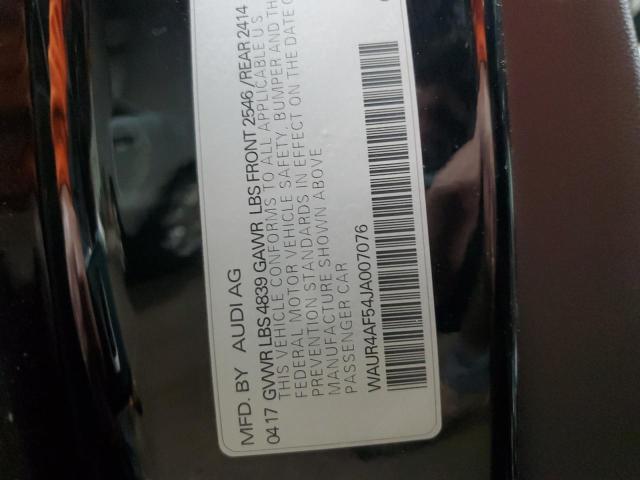 MFD. BY AUDI AG
04 17 GVWR LBS 4839 GAWR LBS FRONT 2546 /REAR 2414
THIS VEHICLE CONFORMS TO ALL APPLICABLE U S
FEDERAL MOTOR VEHICLE SAFETY, BUMPER AND THE
PREVENTION STANDARDS IN EFFECT ON THE DATE O
MANUFACTURE SHOWN ABOVE
PASSENGER CAR
WAUR4AF54JA007076